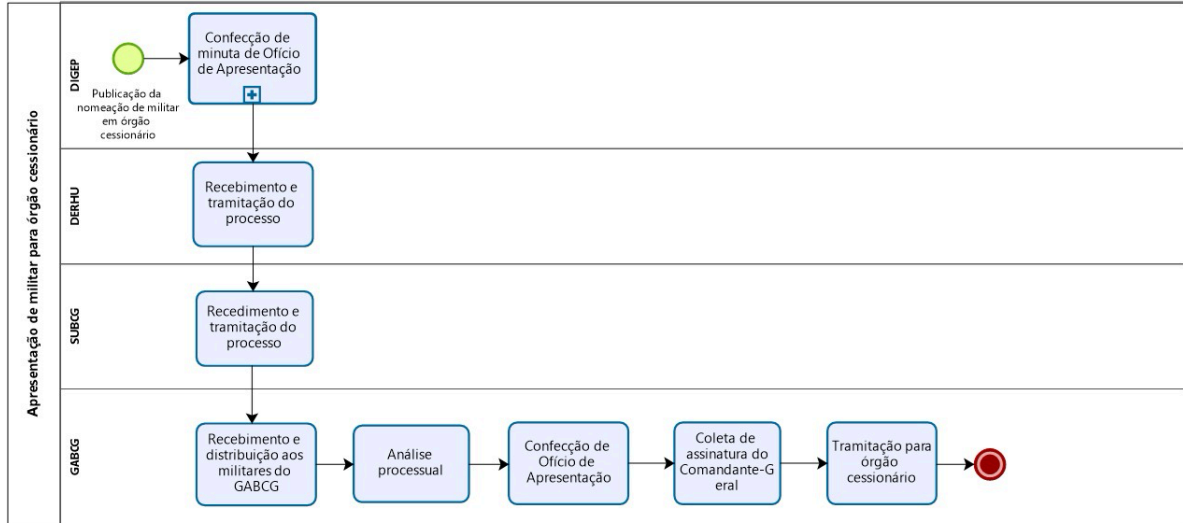 Apresentação de militar para órgão cessionário
DIGEP
Publicação da
nomeação de militar
em órgão
cessionário
Confecção de
minuta de Ofício
de Apresentação
DERHU
Recebimento e
tramitação do
processo
SUBCG
Recedimento e
tramitação do
processo
GABCG
Recebimento e
distribuição aos
militares do
GABCG
Análise
processual
Confecção de
Ofício de
Apresentação
Coleta de
assinatura do
Comandante-G
eral
Tramitação para
órgão
cessionário